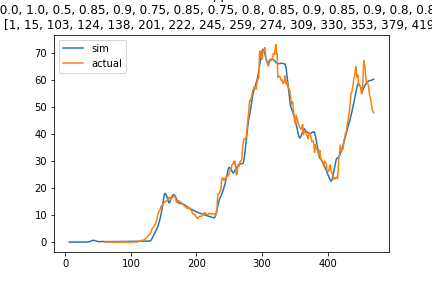 0.0, 1.0, 0.5, 0.85, 0.9, 0.75, 0.85, 0.75, 0.8, 0.85, 0.9, 0.85, 0.9, 0.8, 0.8
[1, 15, 103, 124, 138, 201, 222, 245, 259, 274, 309, 330, 353, 379, 419
sim
actual
70
60
50
40
30
20
10
0
0 100 200 300 400